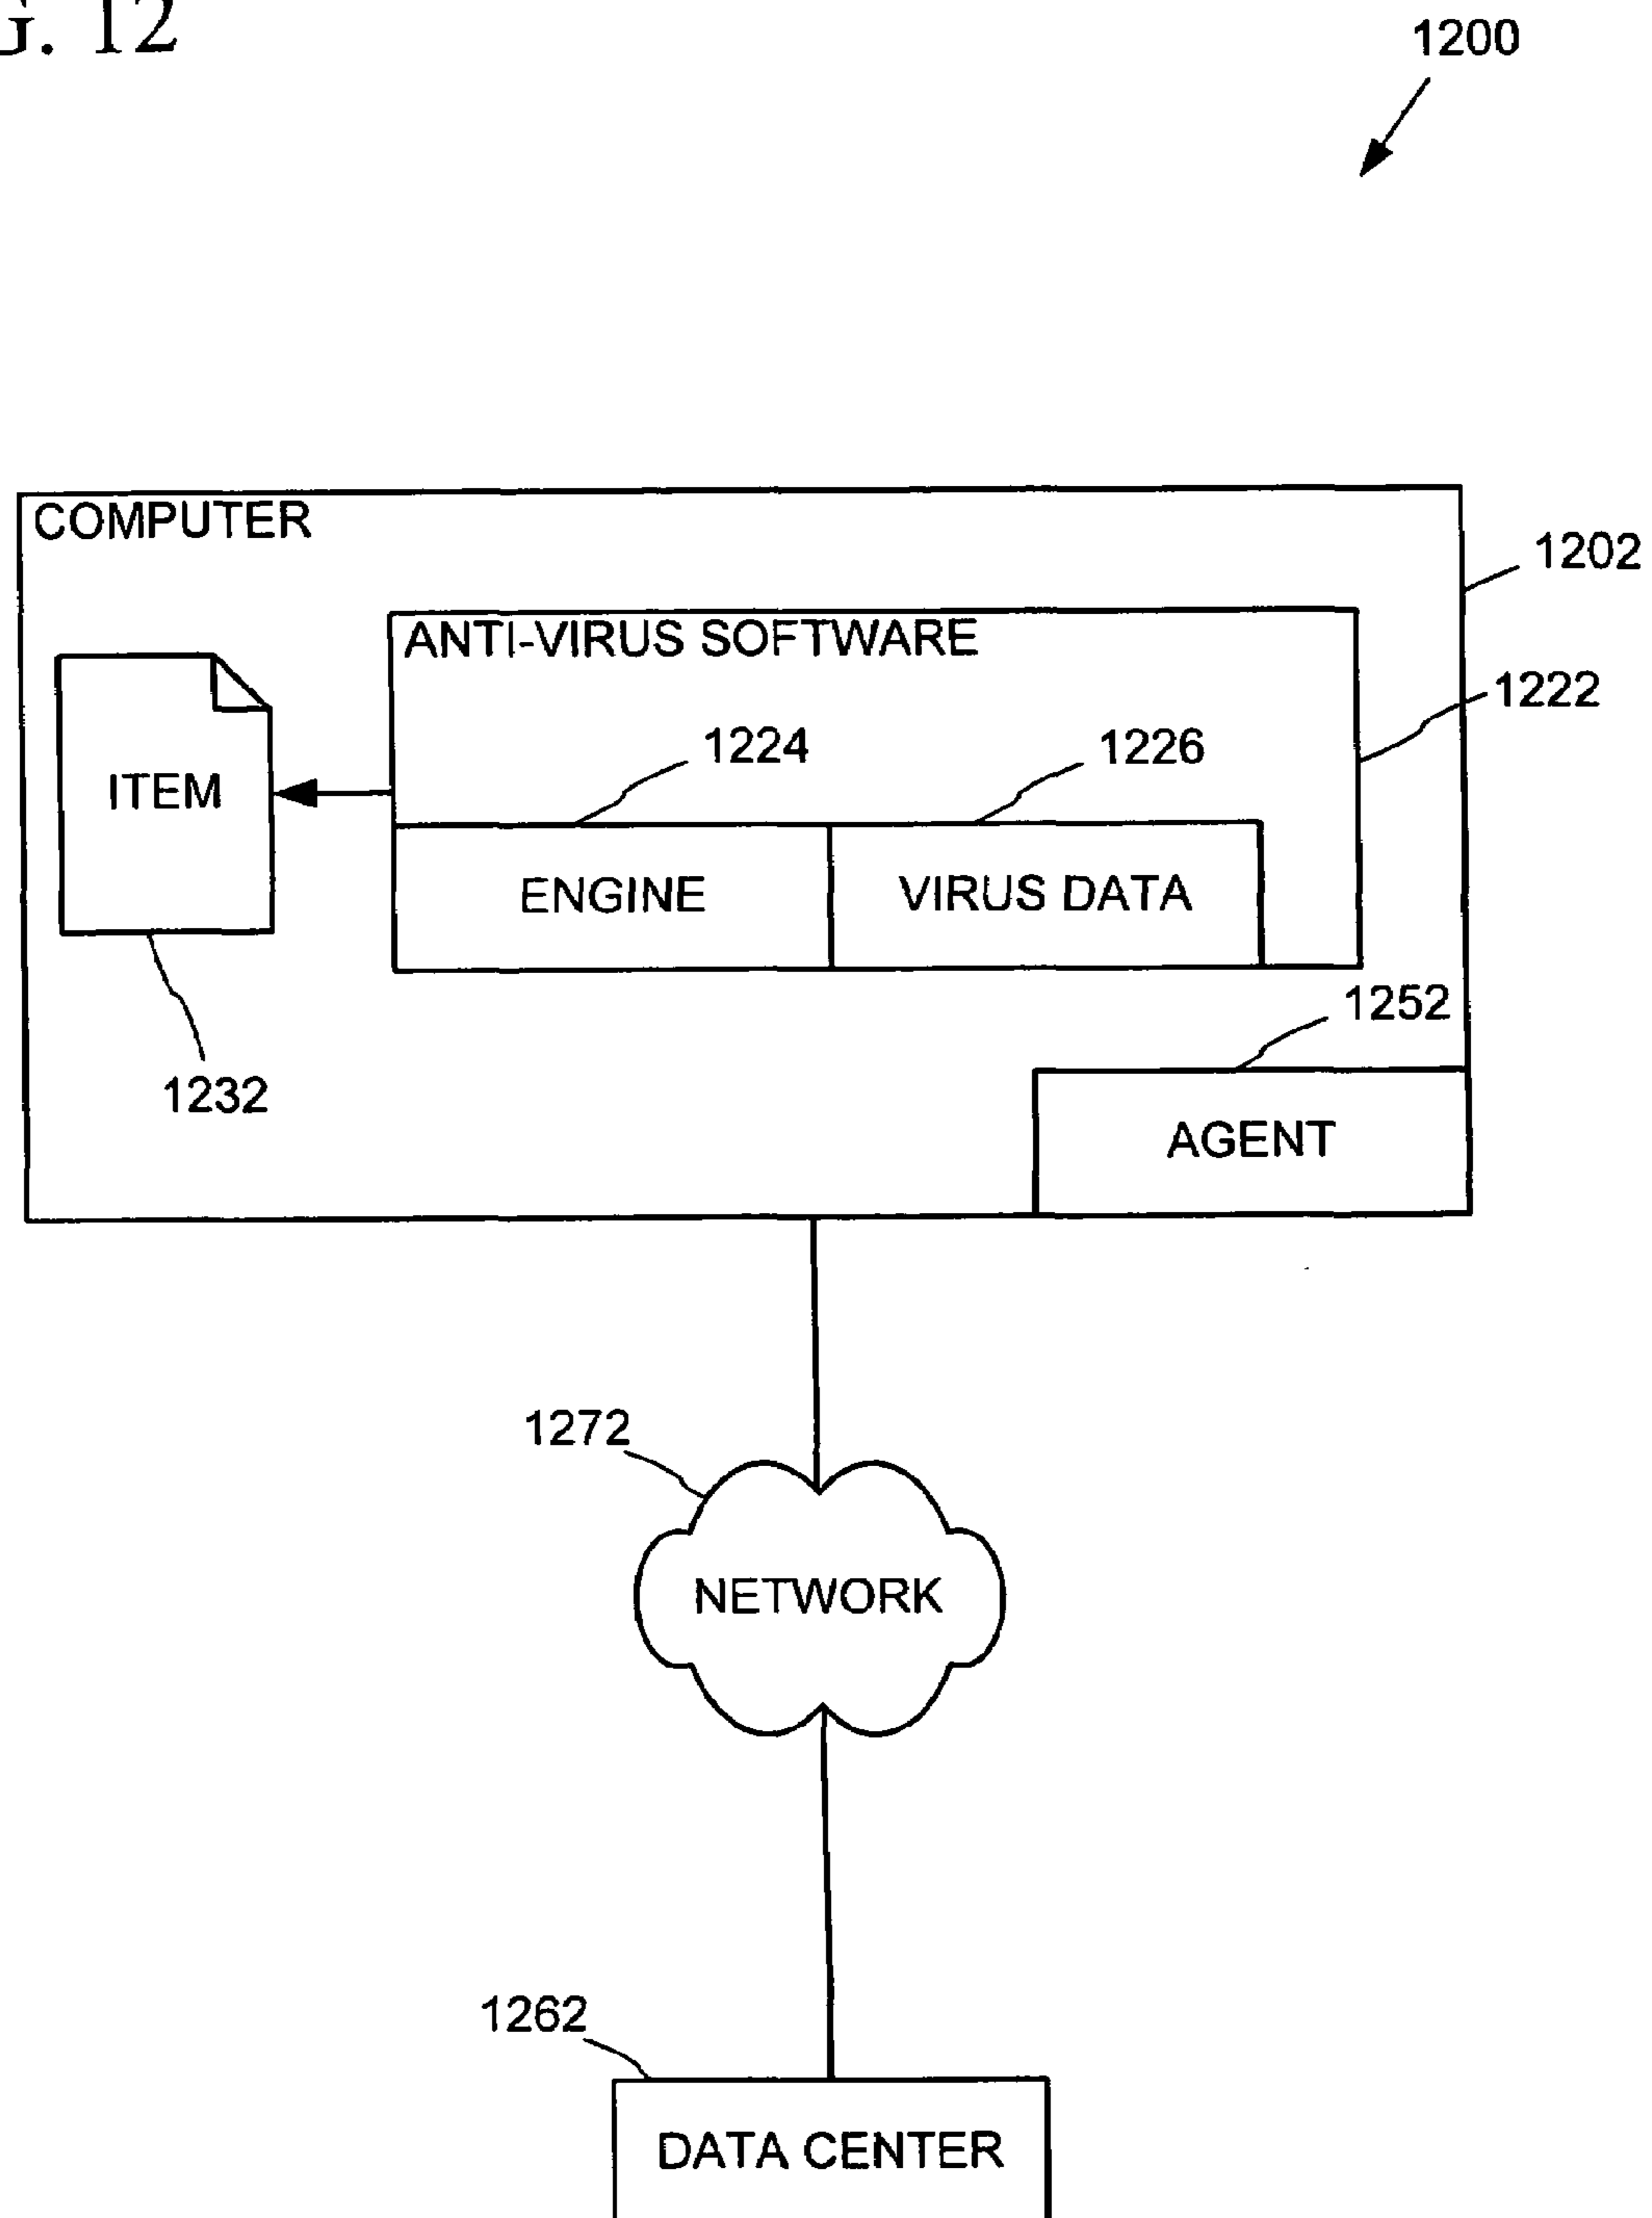 G. 12
1200
COMPUTER
1202
ANTI-VIRUS SOFTWARE
1222
1224
1226
ITEM
ENGINE
VIRUS DATA
1252
1232
AGENT
1272
NETWORK
1262
DATA CENTER